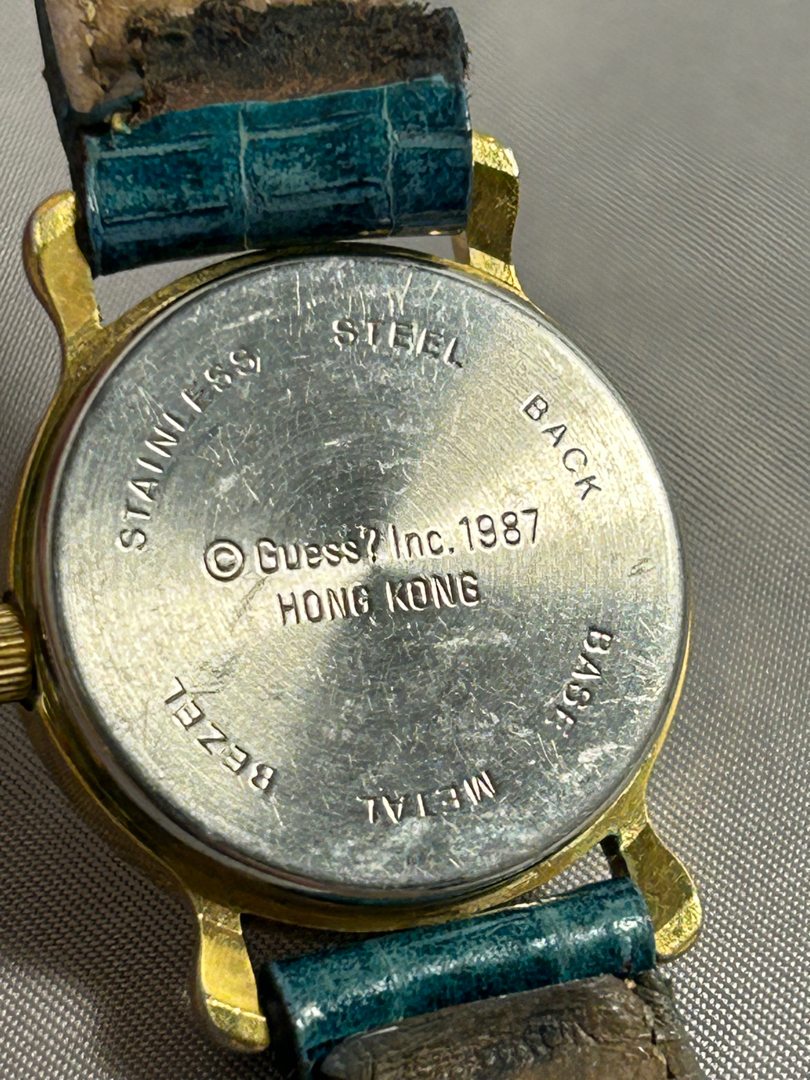 STAINLESS STEEL BACK
© Guess? Inc. 1987
HONG KONG
BASE METAL BEZEL